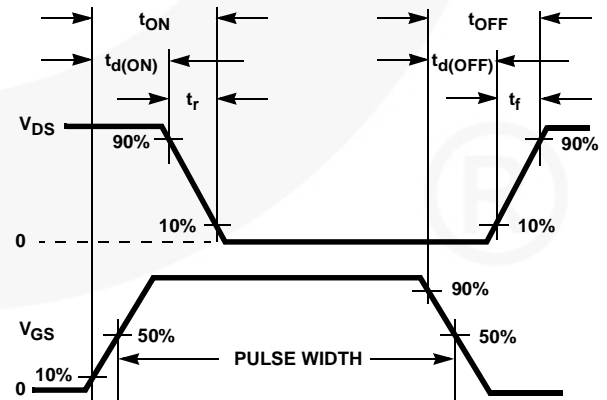 tON tOFF
td(ON) td(OFF)
tr tf
VDS
90% 90%
10% 10%
0
90%
VGS 50% 50%
PULSE WIDTH
10%
0